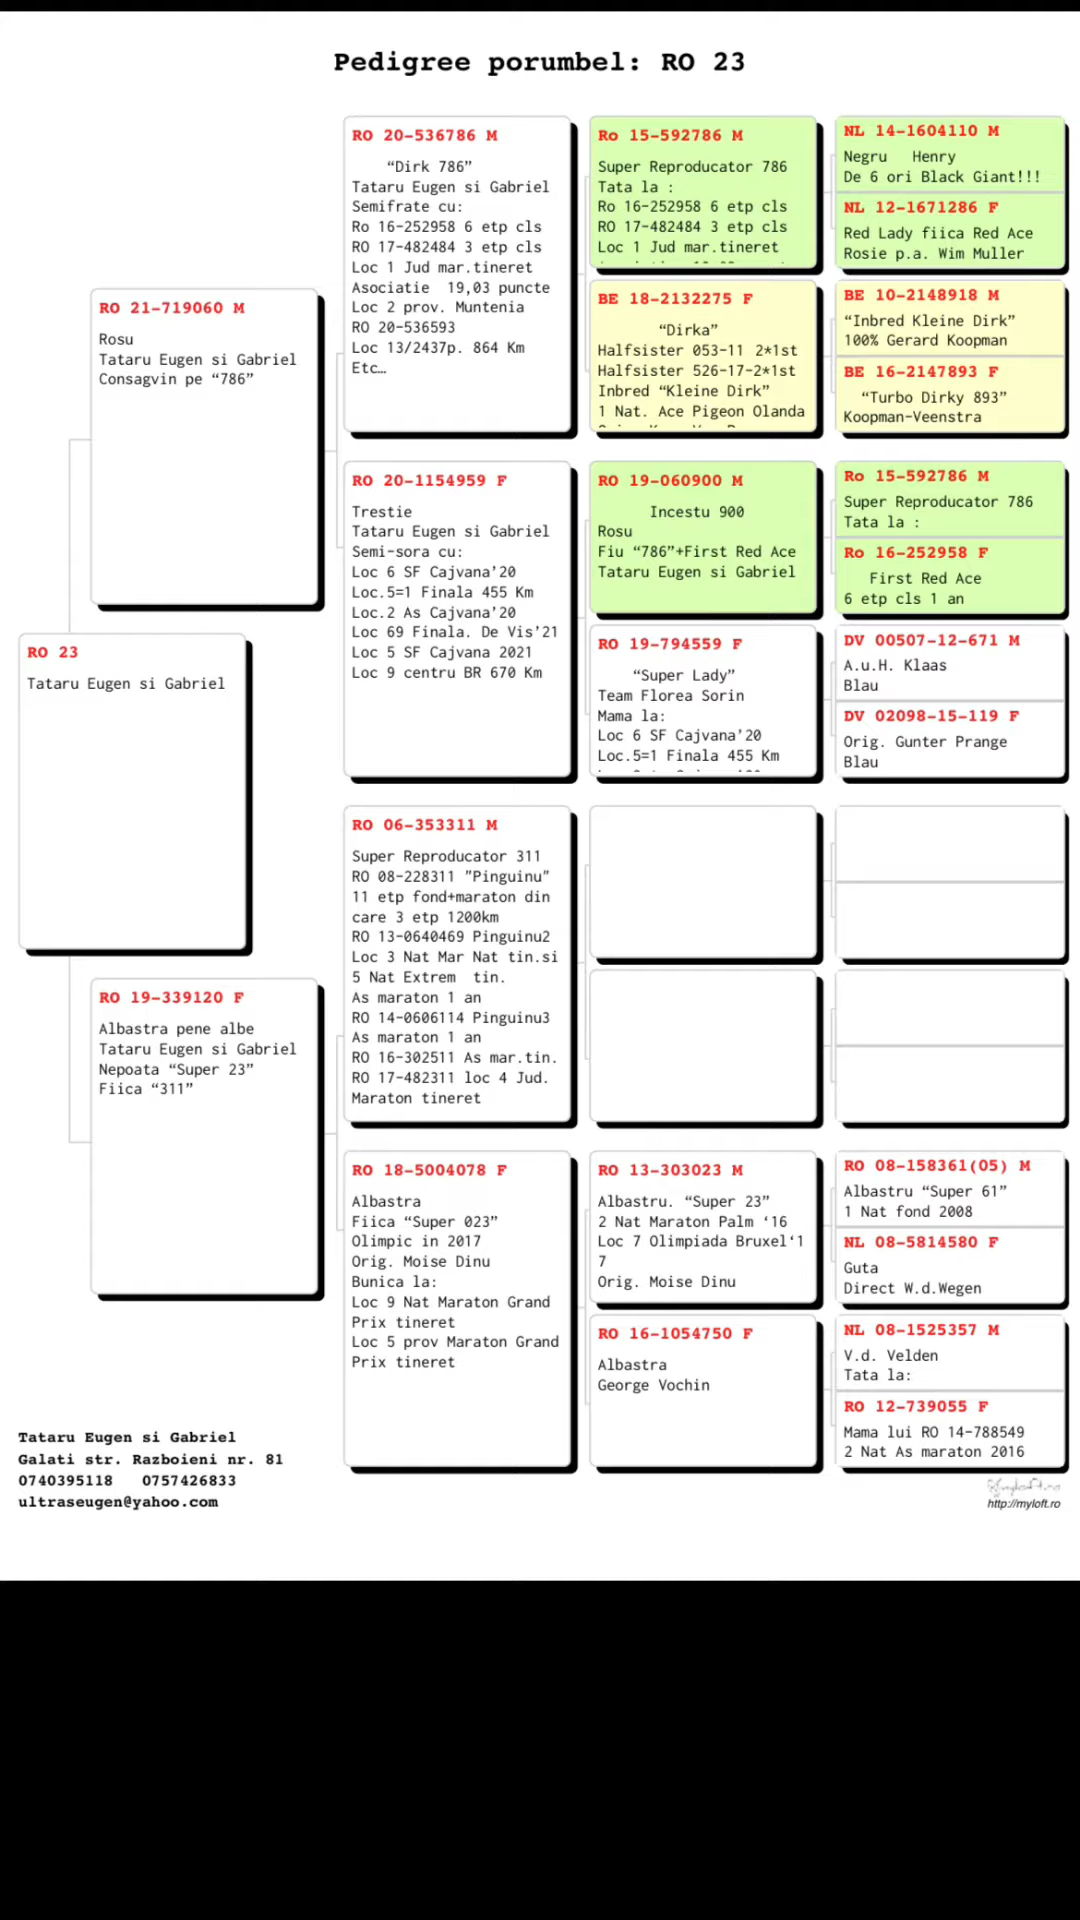 Pedigree porumbel: RO 23
RO 23
Tataru Eugen si Gabriel
RO 21-719060 M
Rosu
Tataru Eugen si Gabriel
Consagvin pe “786”
RO 19-339120 F
Albastra pene albe
Tataru Eugen si Gabriel
Nepoata “Super 23”
Fiica “311”
RO 20-536786 M
“Dirk 786”
Tataru Eugen si Gabriel
Semifrate cu:
Ro 16-252958 6 etp cls
RO 17-482484 3 etp cls
Loc 1 Jud mar.tineret
Asociatie 19,03 puncte
Loc 2 prov. Muntenia
RO 20-536593
Loc 13/2437p. 864 Km
Etc…
RO 20-1154959 F
Trestie
Tataru Eugen si Gabriel
Semi-sora cu:
Loc 6 SF Cajvana’20
Loc.5=1 Finala 455 Km
Loc.2 As Cajvana’20
Loc 69 Finala. De Vis’21
Loc 5 SF Cajvana 2021
Loc 9 centru BR 670 Km
RO 06-353311 M
Super Reproducator 311
RO 08-228311 "Pinguinu"
11 etp fond+maraton din
care 3 etp 1200km
RO 13-0640469 Pinguinu2
Loc 3 Nat Mar Nat tin.si
5 Nat Extrem tin.
As maraton 1 an
RO 14-0606114 Pinguinu3
As maraton 1 an
RO 16-302511 As mar.tin.
RO 17-482311 loc 4 Jud.
Maraton tineret
RO 18-5004078 F
Albastra
Fiica “Super 023”
Olimpic in 2017
Orig. Moise Dinu
Bunica la:
Loc 9 Nat Maraton Grand
Prix tineret
Loc 5 prov Maraton Grand
Prix tineret
Ro 15-592786 M
Super Reproducator 786
Tata la :
Ro 16-252958 6 etp cls
RO 17-482484 3 etp cls
Loc 1 Jud mar.tineret
BE 18-2132275 F
“Dirka”
Halfsister 053-11 2*1st
Halfsister 526-17-2*1st
Inbred “Kleine Dirk”
1 Nat. Ace Pigeon Olanda
RO 19-060900 M
Incestu 900
Rosu
Fiu “786”+First Red Ace
Tataru Eugen si Gabriel
RO 19-794559 F
“Super Lady”
Team Florea Sorin
Mama la:
Loc 6 SF Cajvana’20
Loc.5=1 Finala 455 Km
RO 13-303023 M
Albastru. “Super 23”
2 Nat Maraton Palm ‘16
Loc 7 Olimpiada Bruxel‘1
7
Orig. Moise Dinu
RO 16-1054750 F
Albastra
George Vochin
NL 14-1604110 M
Negru Henry
De 6 ori Black Giant!!!
NL 12-1671286 F
Red Lady fiica Red Ace
Rosie p.a. Wim Muller
BE 10-2148918 M
“Inbred Kleine Dirk”
100% Gerard Koopman
BE 16-2147893 F
“Turbo Dirky 893”
Koopman-Veenstra
Ro 15-592786 M
Super Reproducator 786
Tata la :
Ro 16-252958 F
First Red Ace
6 etp cls 1 an
DV 00507-12-671 M
A.u.H. Klaas
Blau
DV 02098-15-119 F
Orig. Gunter Prange
Blau
RO 08-158361(05) M
Albastru “Super 61”
1 Nat fond 2008
NL 08-5814580 F
Guta
Direct W.d.Wegen
NL 08-1525357 M
V.d. Velden
Tata la:
RO 12-739055 F
Mama lui RO 14-788549
2 Nat As maraton 2016
Tataru Eugen si Gabriel
Galati str. Razboieni nr. 81
0740395118 0757426833
ultraseugen@yahoo.com
http://myloft.ro